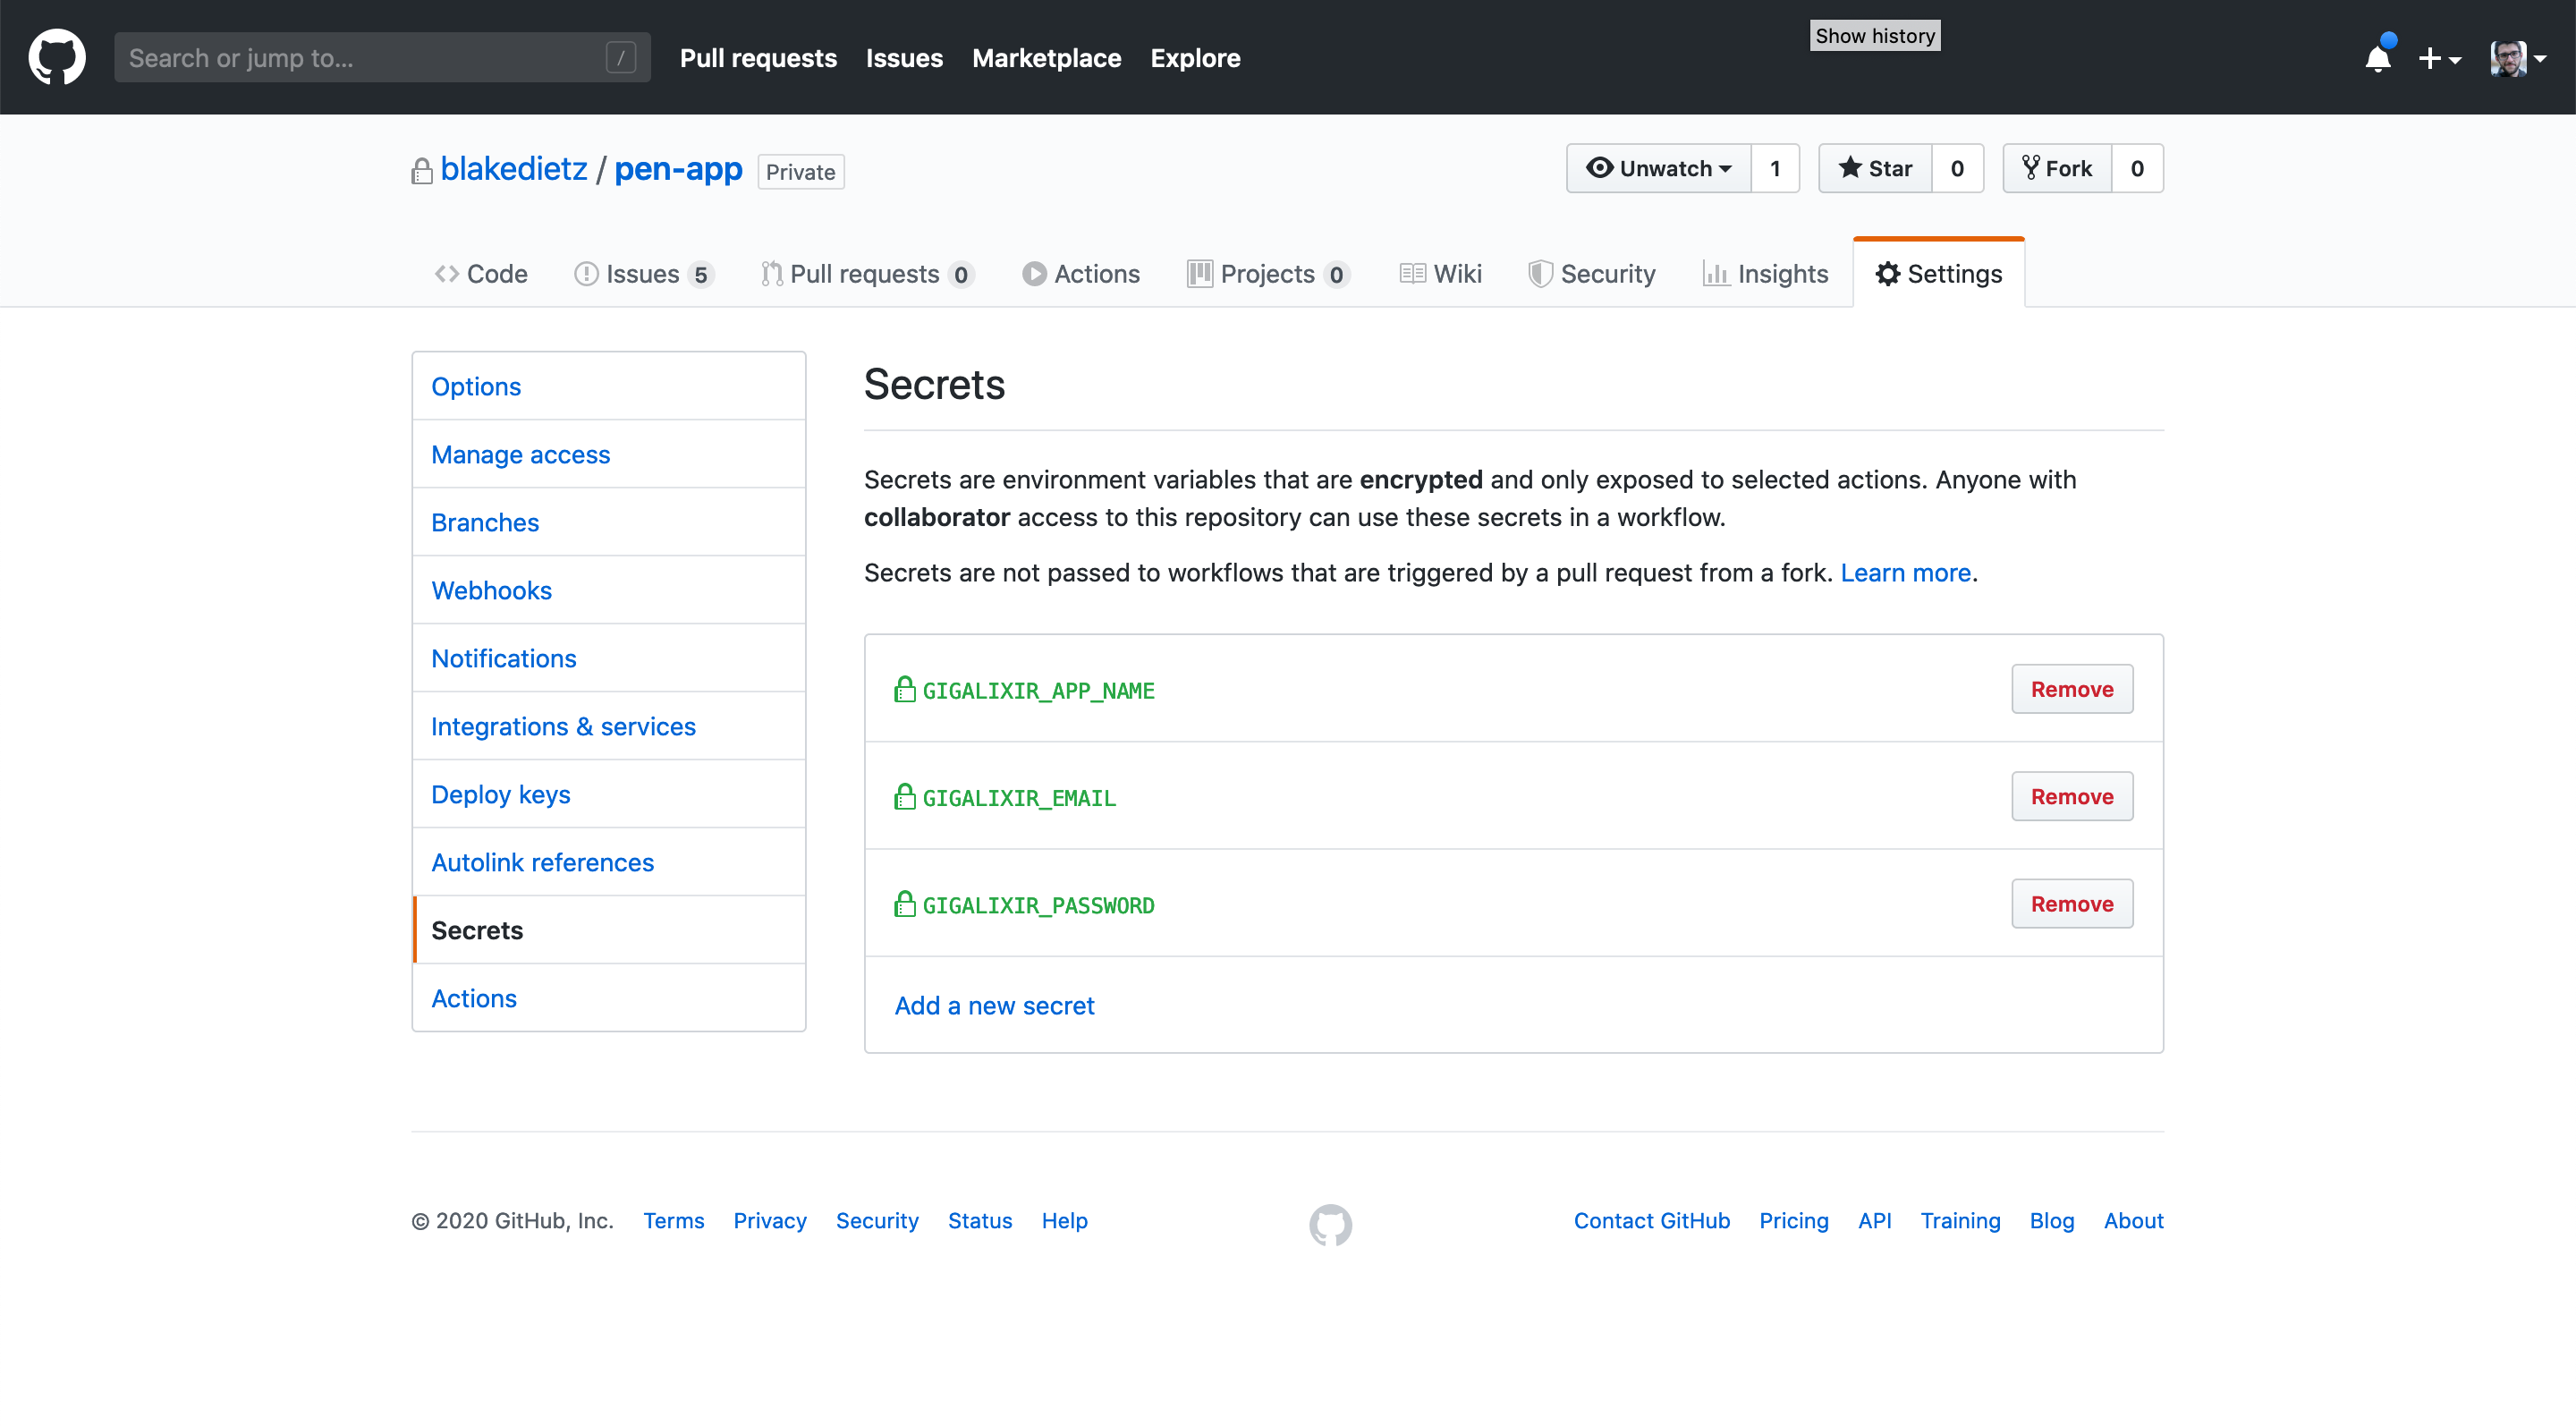 Search or jump to... / Pull requests Issues Marketplace Explore Show history
blakedietz / pen-app Private Unwatch 1 Star 0 Fork 0
Code Issues 5 Pull requests 0 Actions Projects 0 Wiki Security Insights Settings
Options
Manage access
Branches
Webhooks
Notifications
Integrations & services
Deploy keys
Autolink references
Secrets
Actions
Secrets
Secrets are environment variables that are encrypted and only exposed to selected actions. Anyone with
collaborator access to this repository can use these secrets in a workflow.
Secrets are not passed to workflows that are triggered by a pull request from a fork. Learn more.
GIGALIXIR_APP_NAME Remove
GIGALIXIR_EMAIL Remove
GIGALIXIR_PASSWORD Remove
Add a new secret
© 2020 GitHub, Inc. Terms Privacy Security Status Help Contact GitHub Pricing API Training Blog About